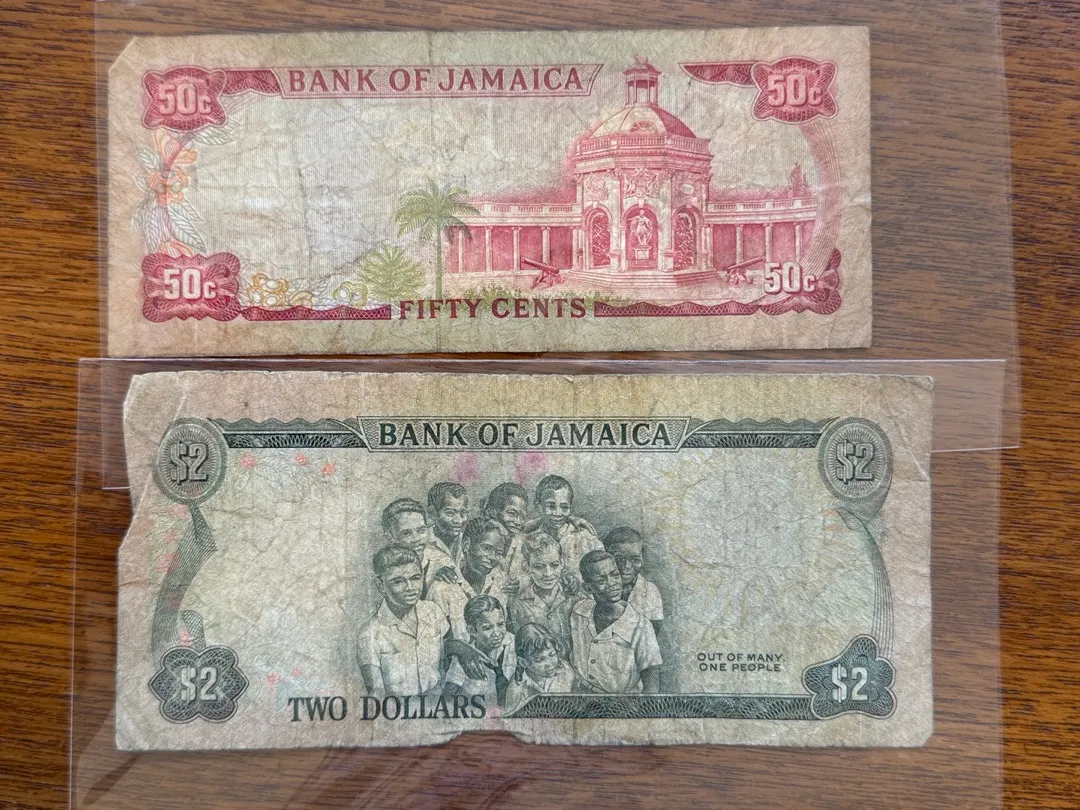 50c
BANK OF JAMAICA
50c
50c
FIFTY CENTS
50c
$2
BANK OF JAMAICA
$2
OUT OF MANY,
ONE PEOPLE
$2
TWO DOLLARS
$2